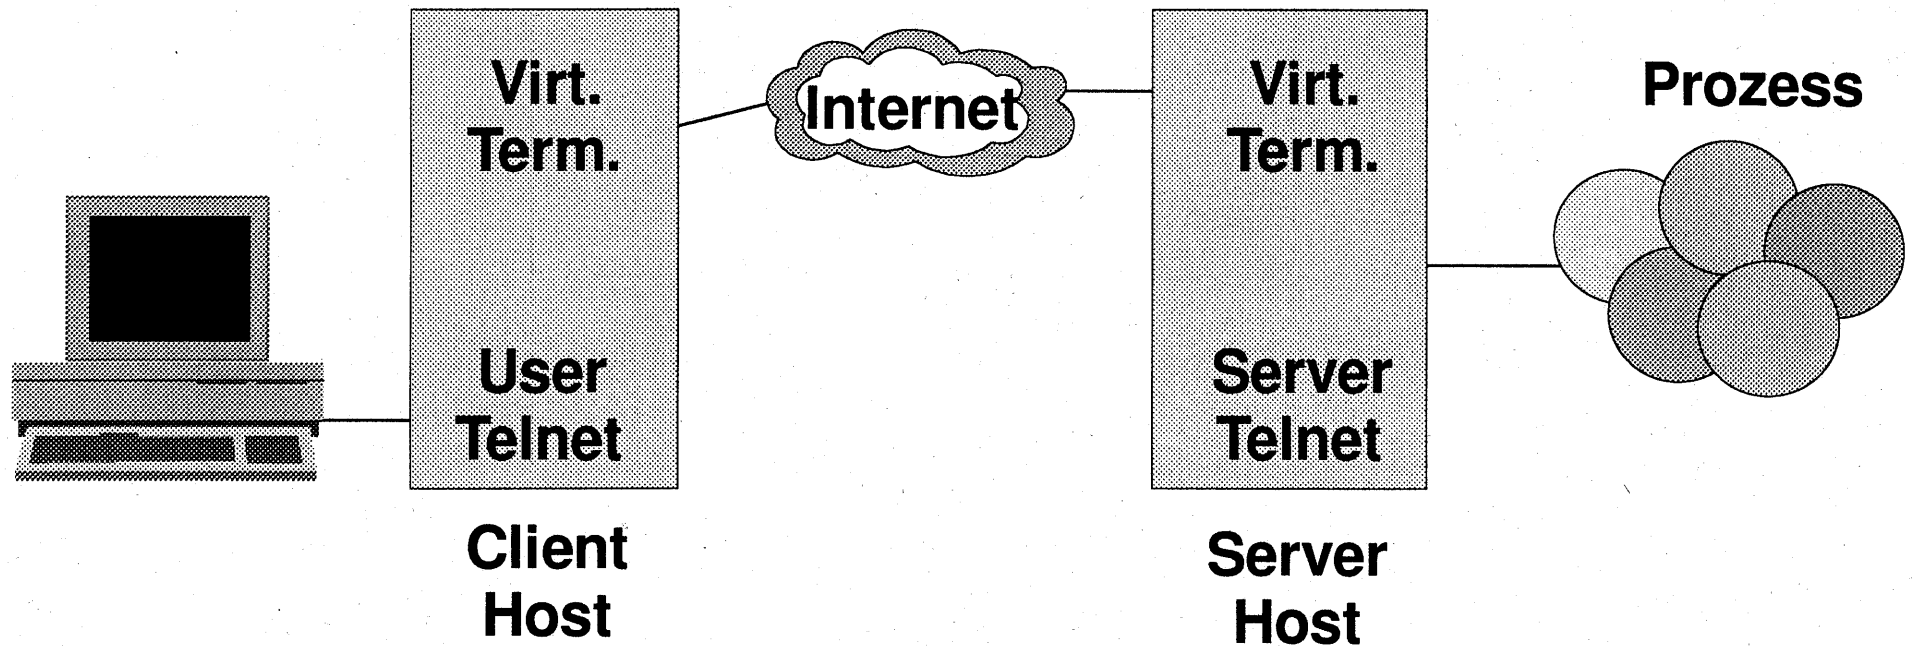 Virt.
Term.
User
Telnet
Client
Host
Internet
Virt.
Term.
Server
Telnet
Server
Host
Prozess